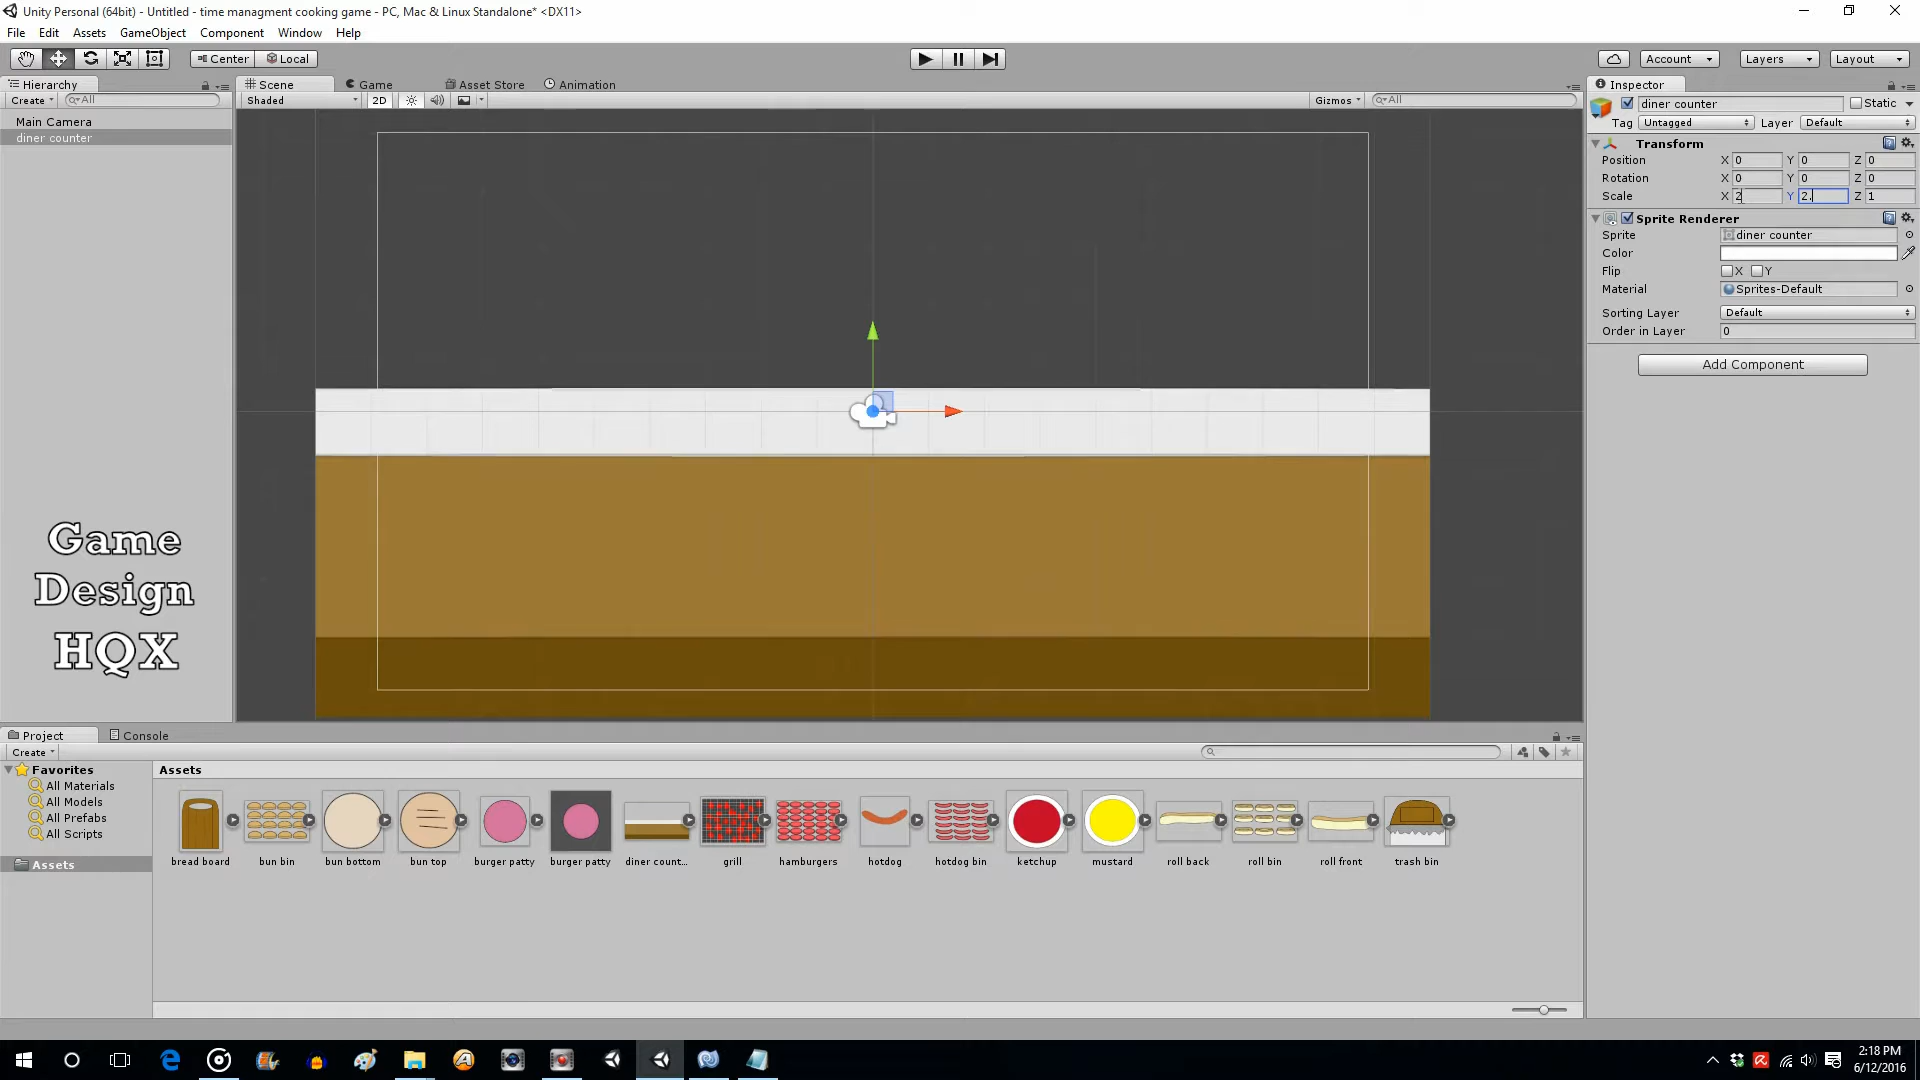 Unity Personal (64bit) - Untitled - time managment cooking game - PC, Mac & Linux Standalone* <DX11>
File Edit Assets GameObject Component Window Help
Center Local Account Layers Layout
Hierarchy Scene Game Asset Store Animation Inspector
Create All Shaded 2D Gizmos All
diner counter Static
Main Camera
diner counter
Tag Untagged Layer Default
Transform
Position X 0 Y 0 Z 0
Rotation X 0 Y 0 Z 0
Scale X 2 Y 2. Z 1
Sprite Renderer
Sprite diner counter
Color
Flip X Y
Material Sprites-Default
Sorting Layer Default
Order in Layer 0
Add Component
Game
Design
HQX
Project Console
Create
Favorites
All Materials
All Models
All Prefabs
All Scripts
Assets
Assets
bread board bun bin bun bottom bun top burger patty burger patty diner count... grill hamburgers hotdog hotdog bin ketchup mustard roll back roll bin roll front trash bin
2:18 PM
6/12/2016